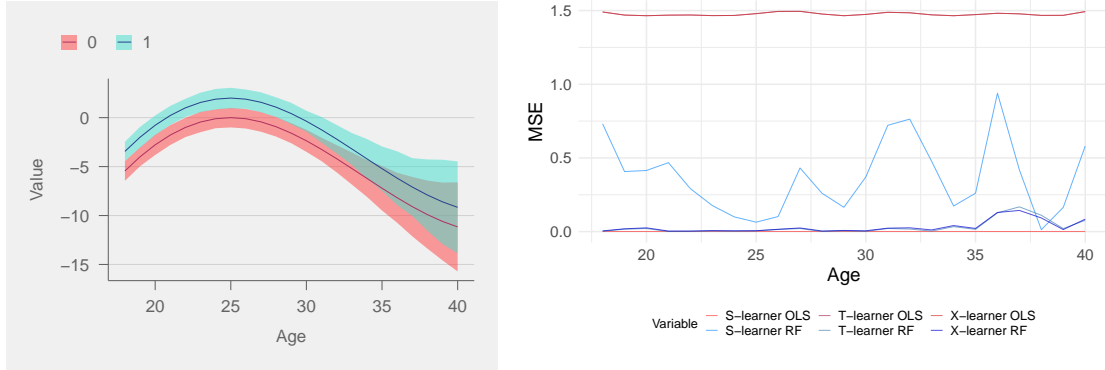 0 1
Value
0
−5
−10
−15
20 25 30 35 40
Age
MSE
1.5
1.0
0.5
0.0
20 25 30 35 40
Age
Variable
S−learner OLS T−learner OLS X−learner OLS
S−learner RF T−learner RF X−learner RF